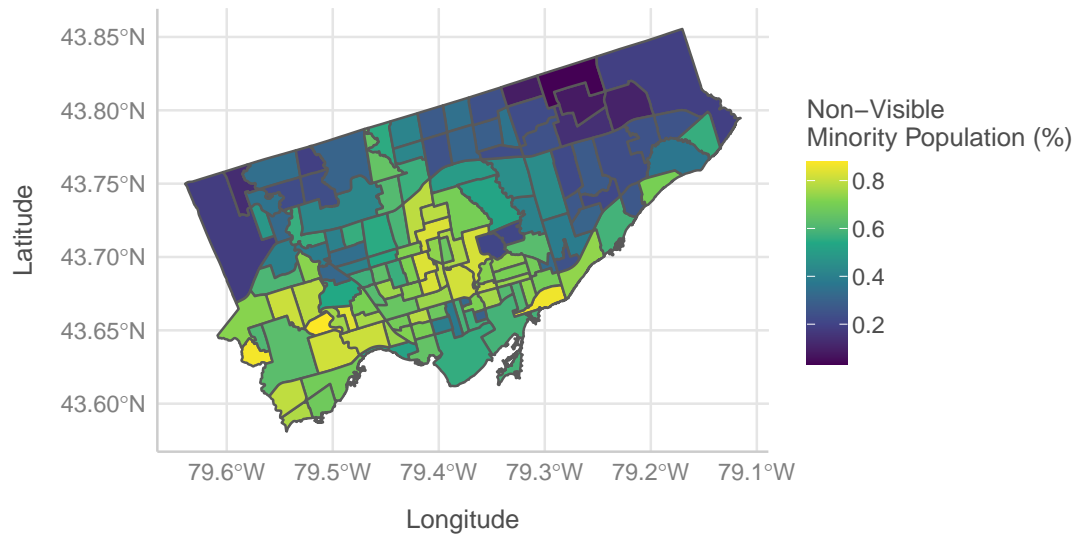 43.85°N
43.80°N
43.75°N
43.70°N
43.65°N
43.60°N
Latitude
79.6°W 79.5°W 79.4°W 79.3°W 79.2°W 79.1°W
Longitude
Non−Visible
Minority Population (%)
0.8
0.6
0.4
0.2